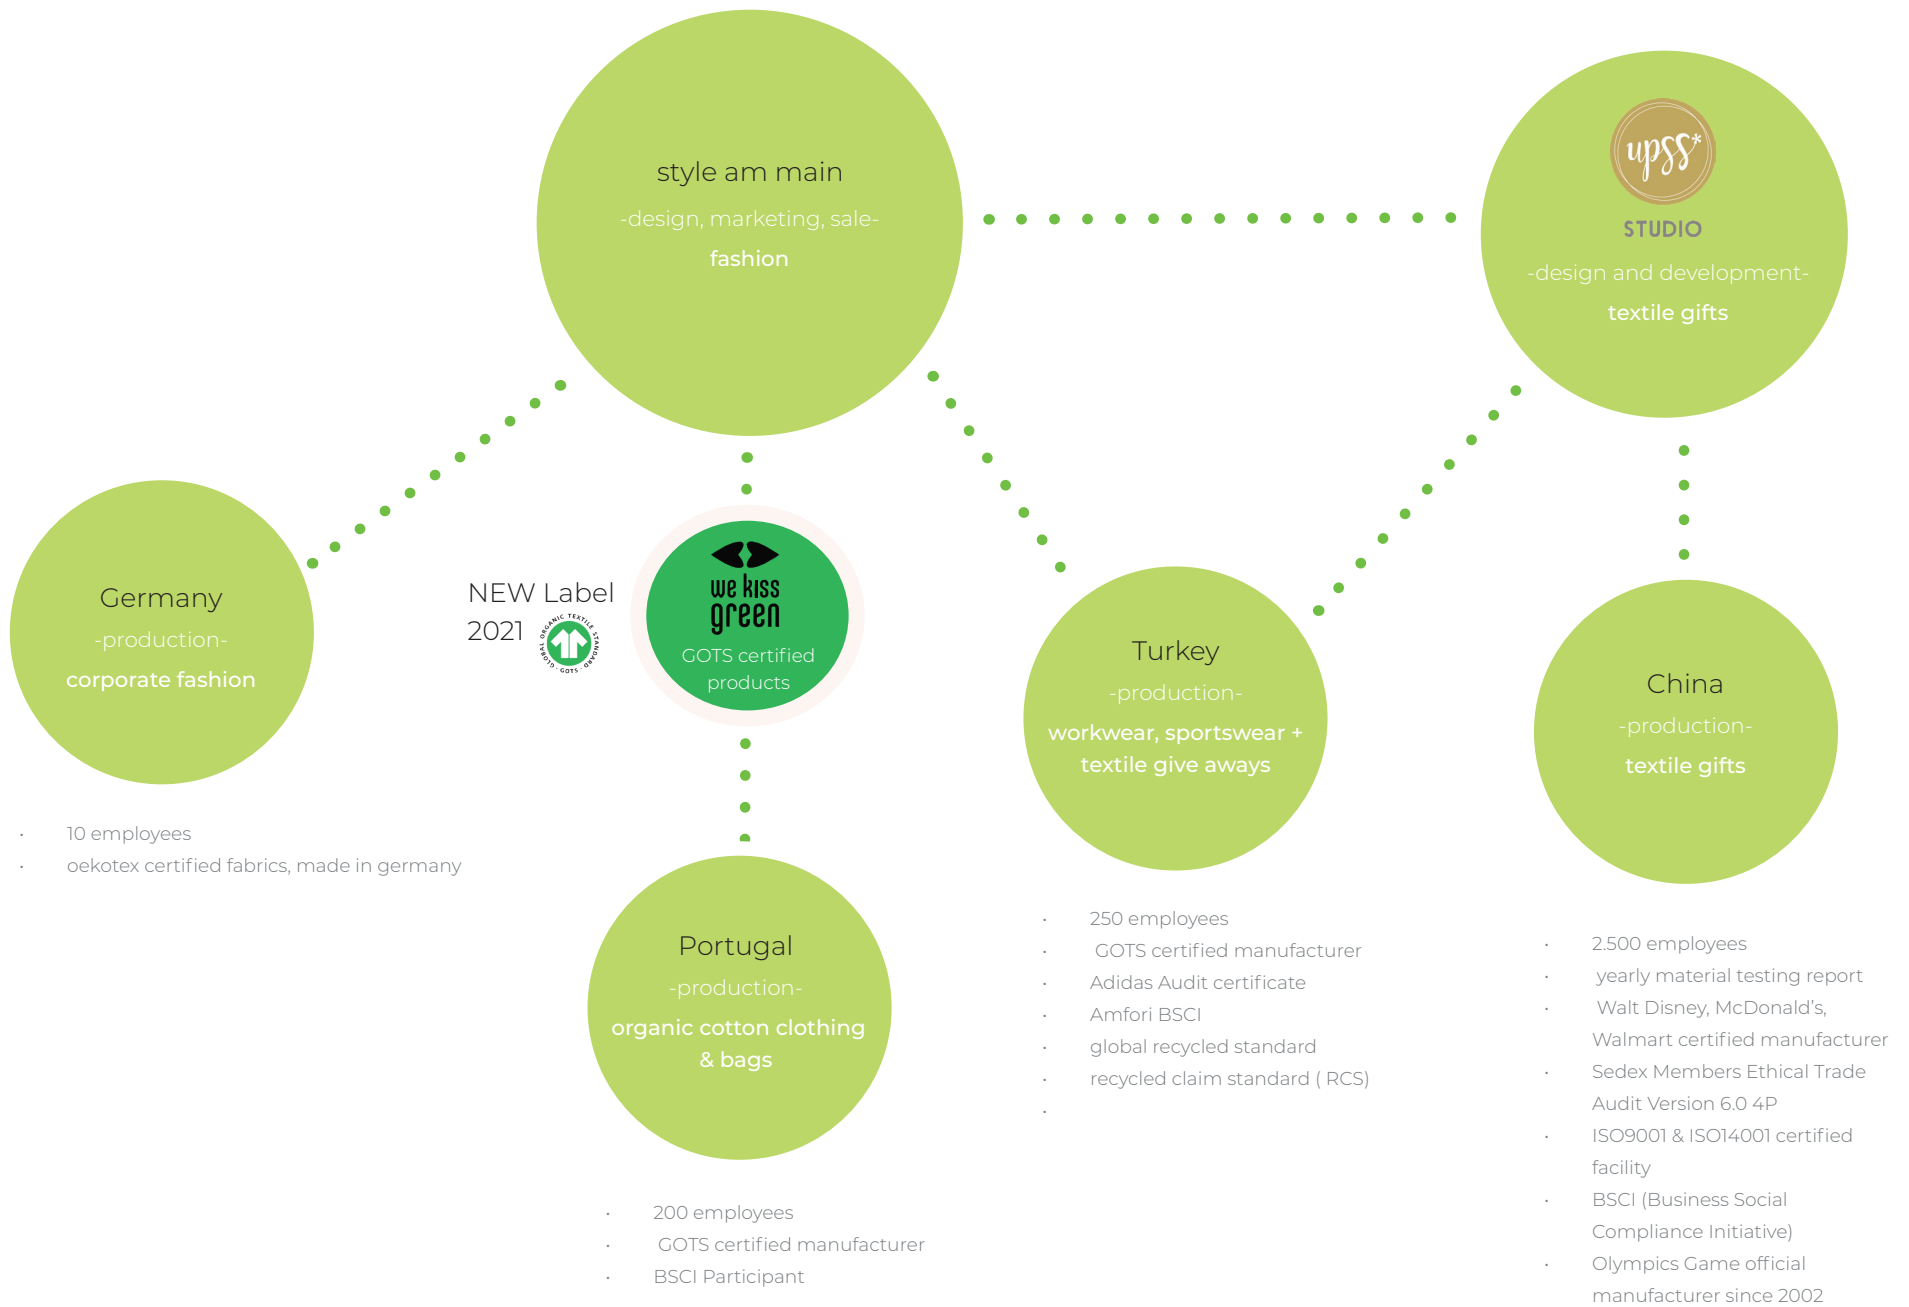 style am main
-design, marketing, sale-
fashion
upss*
STUDIO
-design and development-
textile gifts
Germany
-production-
corporate fashion
• 10 employees
• oekotex certified fabrics, made in germany
NEW Label
2021
GLOBAL ORGANIC TEXTILE STANDARD · GOTS ·
we kiss
green
GOTS certified
products
Portugal
-production-
organic cotton clothing
& bags
• 200 employees
• GOTS certified manufacturer
• BSCI Participant
Turkey
-production-
workwear, sportswear +
textile give aways
• 250 employees
• GOTS certified manufacturer
• Adidas Audit certificate
• Amfori BSCI
• global recycled standard
• recycled claim standard ( RCS)
•
China
-production-
textile gifts
• 2.500 employees
• yearly material testing report
• Walt Disney, McDonald’s,
Walmart certified manufacturer
• Sedex Members Ethical Trade
Audit Version 6.0 4P
• ISO9001 & ISO14001 certified
facility
• BSCI (Business Social
Compliance Initiative)
• Olympics Game official
manufacturer since 2002